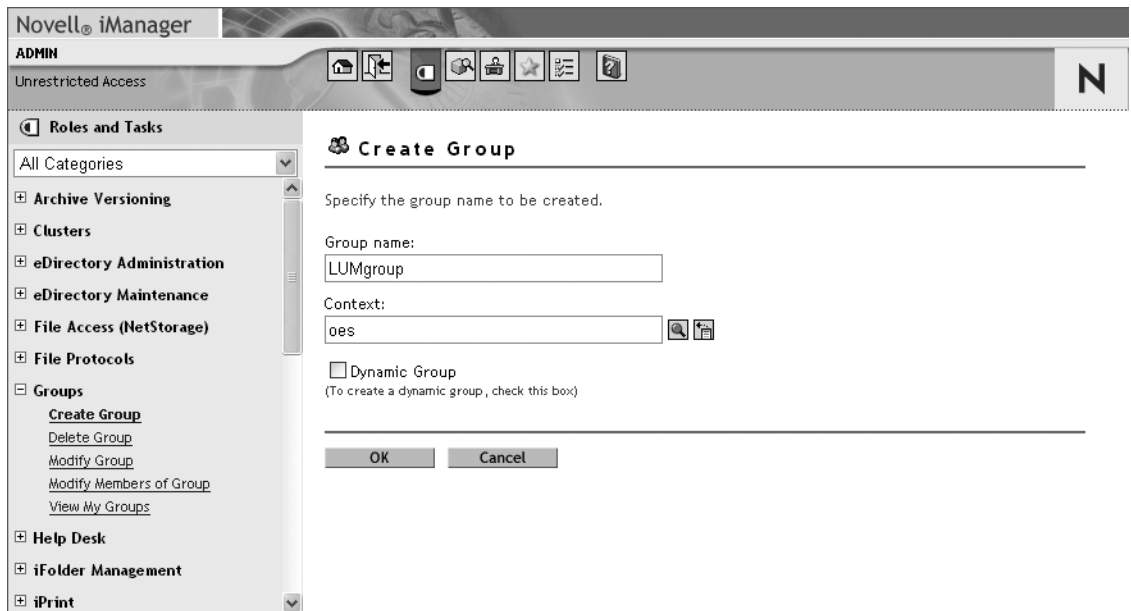 Novell® iManager
ADMIN
Unrestricted Access
N
Roles and Tasks
All Categories
Archive Versioning
Clusters
eDirectory Administration
eDirectory Maintenance
File Access (NetStorage)
File Protocols
Groups
Create Group
Delete Group
Modify Group
Modify Members of Group
View My Groups
Help Desk
iFolder Management
iPrint
Create Group
Specify the group name to be created.
Group name:
LUMgroup
Context:
oes
Dynamic Group
(To create a dynamic group, check this box)
OK Cancel